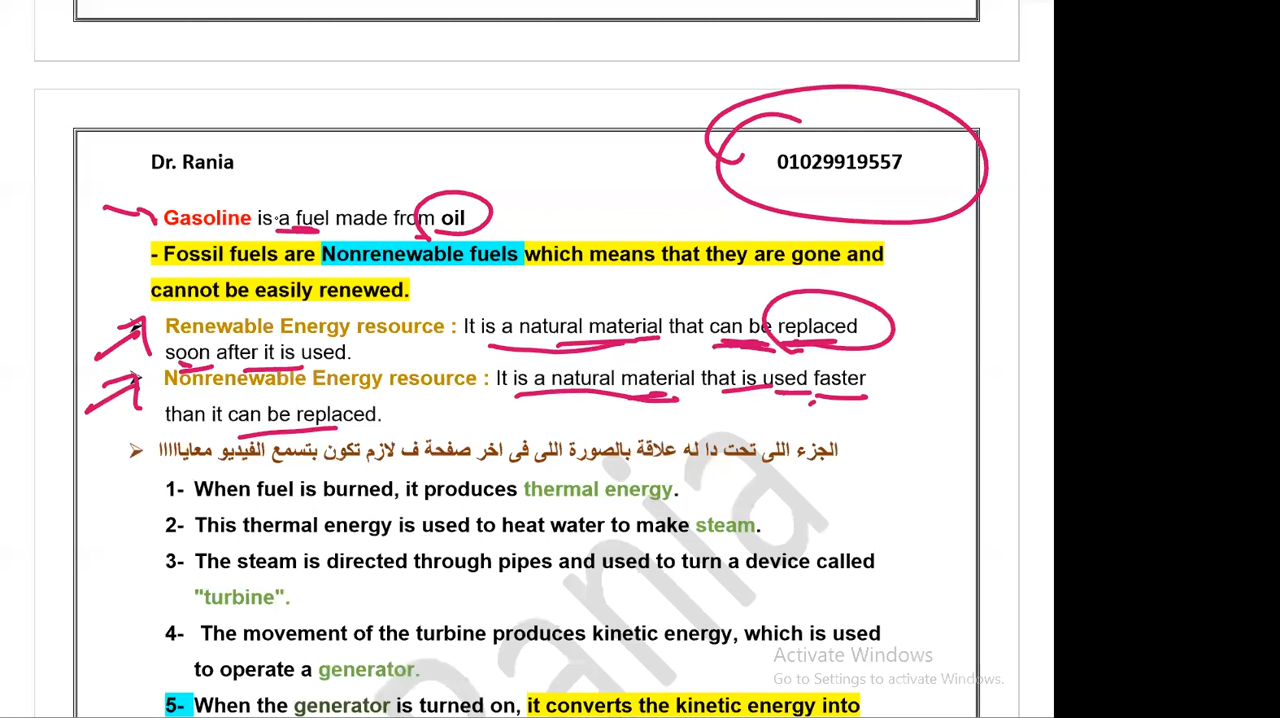 Dr. Rania 01029919557
Gasoline is a fuel made from oil
- Fossil fuels are Nonrenewable fuels which means that they are gone and
cannot be easily renewed.
➢ Renewable Energy resource : It is a natural material that can be replaced
soon after it is used.
➢ Nonrenewable Energy resource : It is a natural material that is used faster
than it can be replaced.
➢ الجزء اللى تحت دا له علاقة بالصورة اللى فى اخر صفحة ف لازم تكون بتسمع الفيديو معايااااا
1- When fuel is burned, it produces thermal energy.
2- This thermal energy is used to heat water to make steam.
3- The steam is directed through pipes and used to turn a device called
"turbine".
4- The movement of the turbine produces kinetic energy, which is used
to operate a generator.
5- When the generator is turned on, it converts the kinetic energy into
Rania
Activate Windows
Go to Settings to activate Windows.